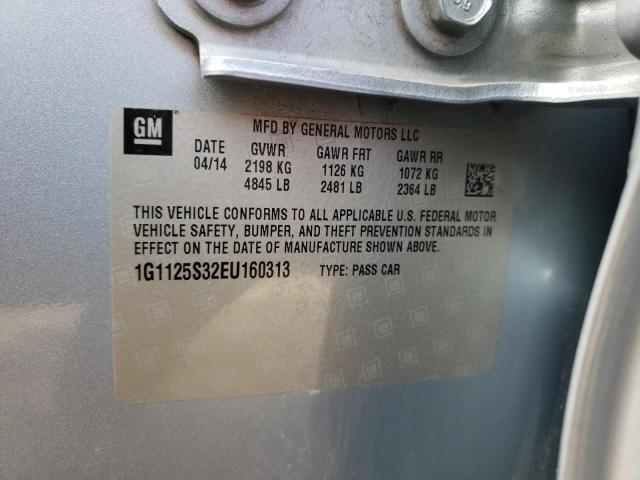 GM
MFD BY GENERAL MOTORS LLC
DATE GVWR GAWR FRT GAWR RR
04/14 2198 KG 1126 KG 1072 KG
4845 LB 2481 LB 2364 LB
THIS VEHICLE CONFORMS TO ALL APPLICABLE U.S. FEDERAL MOTOR
VEHICLE SAFETY, BUMPER, AND THEFT PREVENTION STANDARDS IN
EFFECT ON THE DATE OF MANUFACTURE SHOWN ABOVE.
1G1125S32EU160313 TYPE: PASS CAR